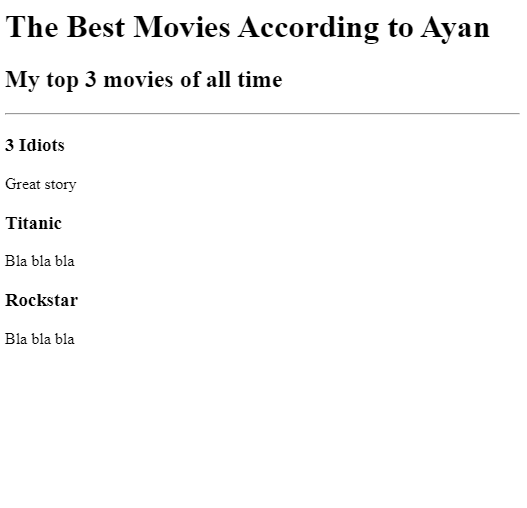 The Best Movies According to Ayan
My top 3 movies of all time
3 Idiots
Great story
Titanic
Bla bla bla
Rockstar
Bla bla bla